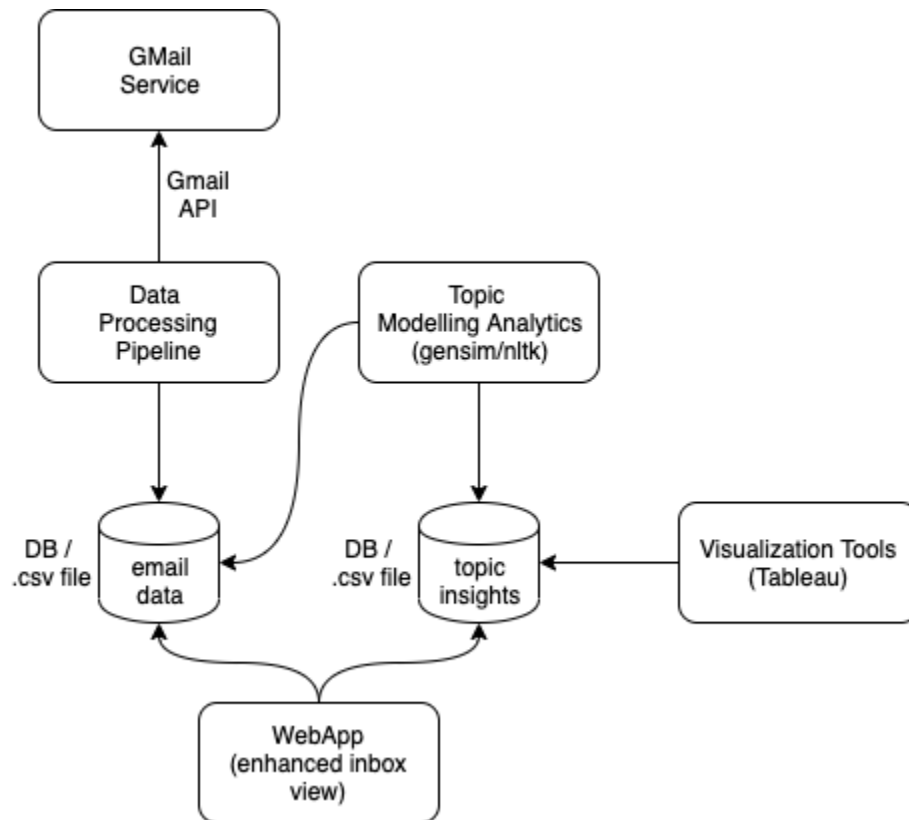 GMail
Service
Gmail
API
Data
Processing
Pipeline
Topic
Modelling Analytics
(gensim/nltk)
DB /
.csv file
email
data
DB /
.csv file
topic
insights
Visualization Tools
(Tableau)
WebApp
(enhanced inbox
view)